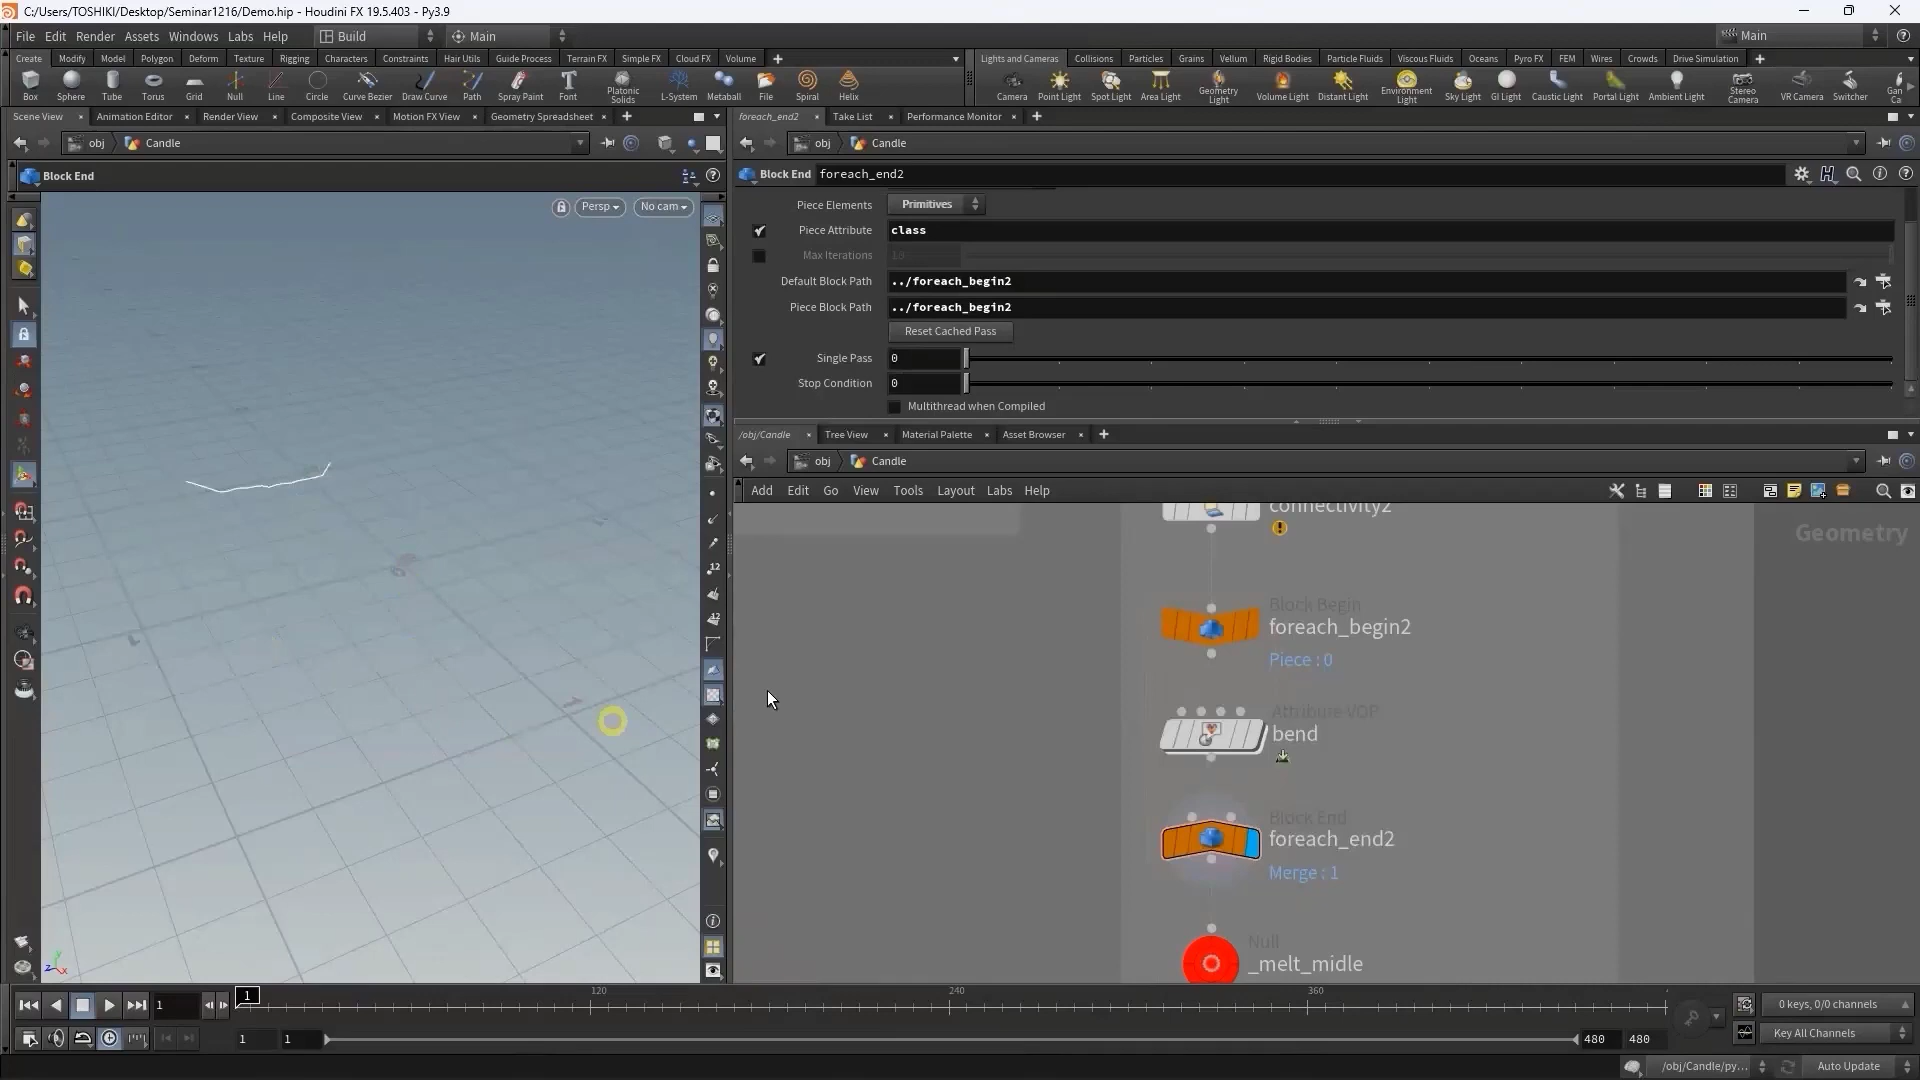 C:/Users/TOSHIKI/Desktop/Seminar1216/Demo.hip - Houdini FX 19.5.403 - Py3.9
File Edit Render Assets Windows Labs Help Build Main Main
Create Modify Model Polygon Deform Texture Rigging Characters Constraints Hair Utils Guide Process Terrain FX Simple FX Cloud FX Volume
Lights and Cameras Collisions Particles Grains Vellum Rigid Bodies Particle Fluids Viscous Fluids Oceans Pyro FX FEM Wires Crowds Drive Simulation
Box Sphere Tube Torus Grid Null Line Circle Curve Bezier Draw Curve Path Spray Paint Font Platonic Solids L-System Metaball File Spiral Helix
Camera Point Light Spot Light Area Light Geometry Light Volume Light Distant Light Environment Light Sky Light GI Light Caustic Light Portal Light Ambient Light Stereo Camera VR Camera Switcher Gan Ca
Scene View Animation Editor Render View Composite View Motion FX View Geometry Spreadsheet
foreach_end2 Take List Performance Monitor
obj Candle
obj Candle
Block End
Block End foreach_end2
Persp No cam
Piece Elements Primitives
Piece Attribute class
Max Iterations 10
Default Block Path ../foreach_begin2
Piece Block Path ../foreach_begin2
Reset Cached Pass
Single Pass 0
Stop Condition 0
Multithread when Compiled
/obj/Candle Tree View Material Palette Asset Browser
obj Candle
Add Edit Go View Tools Layout Labs Help
connectivity2
Geometry
Block Begin
foreach_begin2
Piece : 0
Attribute VOP
bend
Block End
foreach_end2
Merge : 1
Null
_melt_midle
12
12
z y x
1 1 120 240 360
0 keys, 0/0 channels
1 1 480 480
Key All Channels
/obj/Candle/py... Auto Update